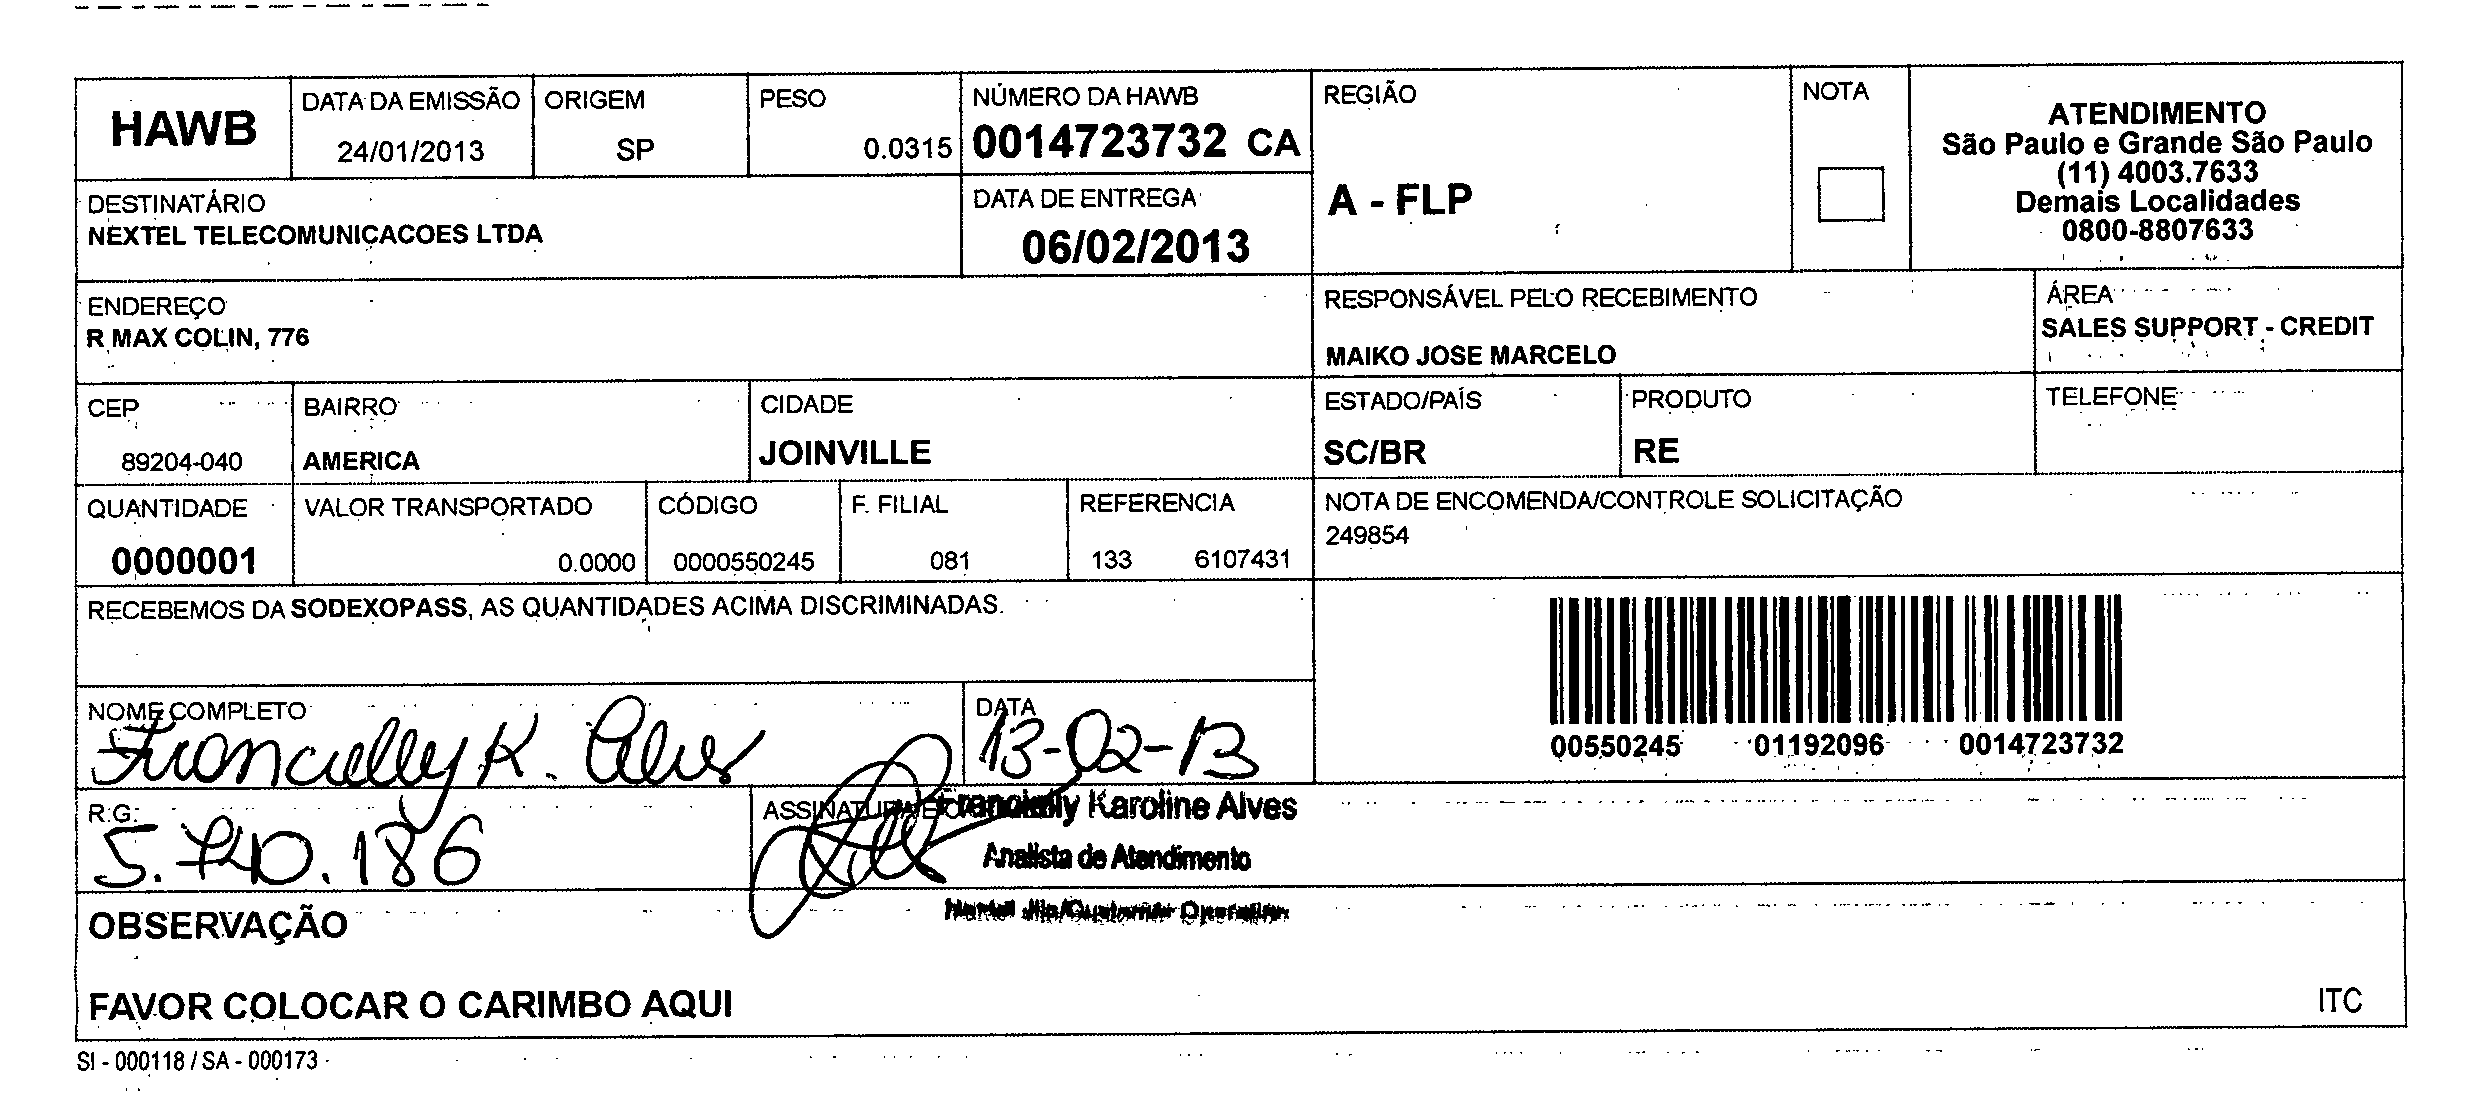 HAWB
DATA DA EMISSÃO
24/01/2013
ORIGEM
SP
PESO
0.0315
NÚMERO DA HAWB
0014723732 CA
REGIÃO
A - FLP
NOTA
ATENDIMENTO
São Paulo e Grande São Paulo
(11) 4003.7633
Demais Localidades
0800-8807633
DESTINATÁRIO
NEXTEL TELECOMUNICACOES LTDA
DATA DE ENTREGA
06/02/2013
ENDEREÇO
R MAX COLIN, 776
RESPONSÁVEL PELO RECEBIMENTO
MAIKO JOSE MARCELO
ÁREA
SALES SUPPORT - CREDIT
CEP
89204-040
BAIRRO
AMERICA
CIDADE
JOINVILLE
ESTADO/PAÍS
SC/BR
PRODUTO
RE
TELEFONE
QUANTIDADE
0000001
VALOR TRANSPORTADO
0.0000
CÓDIGO
0000550245
F. FILIAL
081
REFERENCIA
133 6107431
NOTA DE ENCOMENDA/CONTROLE SOLICITAÇÃO
249854
RECEBEMOS DA SODEXOPASS, AS QUANTIDADES ACIMA DISCRIMINADAS.
00550245 01192096 0014723732
NOME COMPLETO
Francielly K. Alves
DATA
13-02-13
R.G.
5.740.186
ASSINATURA E
Francielly Karoline Alves
Analista de Atendimento
OBSERVAÇÃO
FAVOR COLOCAR O CARIMBO AQUI
ITC
SI - 000118 / SA - 000173